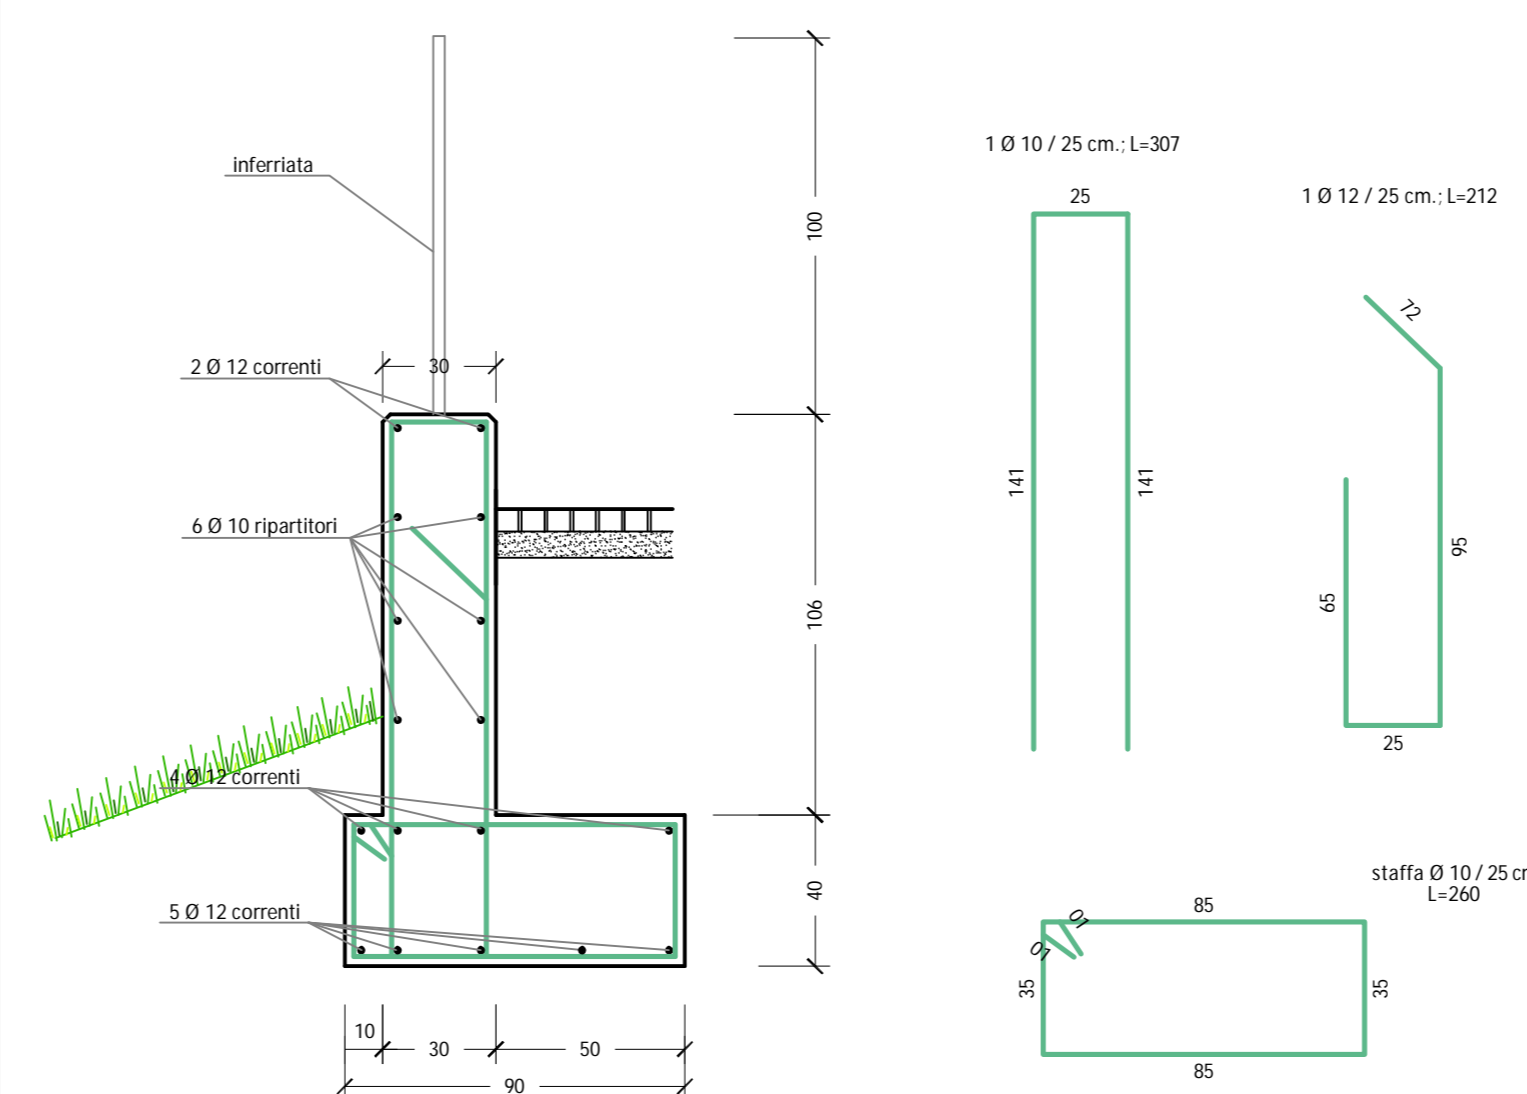 1 Ø 10 / 25 cm.; L=307
inferriata
25
1 Ø 12 / 25 cm.; L=212
100
72
2 Ø 12 correnti
30
6 Ø 10 ripartitori
141
141
95
65
106
25
4 Ø 12 correnti
staffa Ø 10 / 25 cm
L=260
40
85
5 Ø 12 correnti
10
10
35
35
10
30
50
85
90